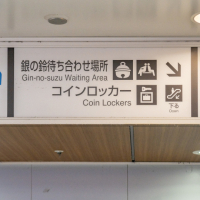 銀の鈴待ち合わせ場所
Gin-no-suzu Waiting Area
コインロッカー
Coin Lockers
下る
Down